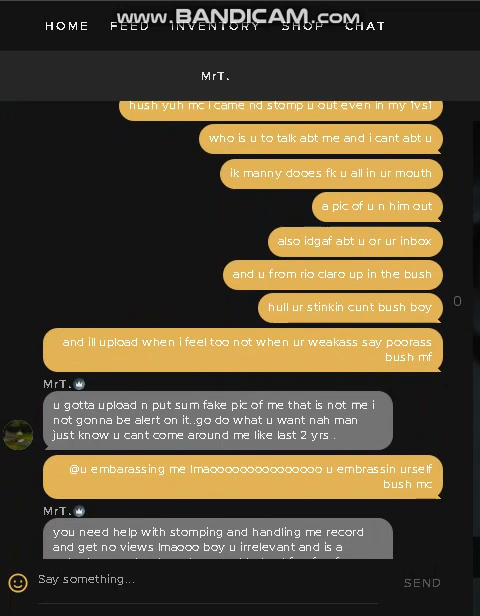 www.BANDICAM.com
HOME FEED INVENTORY SHOP CHAT
MrT.
hush yuh mc i came nd stomp u out even in my 1vs1
who is u to talk abt me and i cant abt u
ik manny dooes fk u all in ur mouth
a pic of u n him out
also idgaf abt u or ur inbox
and u from rio claro up in the bush
hull ur stinkin cunt bush boy
0
and ill upload when i feel too not when ur weakass say poorass
bush mf
MrT.
u gotta upload n put sum fake pic of me that is not me i
not gonna be alert on it..go do what u want nah man
just know u cant come around me like last 2 yrs .
@u embarassing me lmaooooooooooooooo u embrassin urself
bush mc
MrT.
you need help with stomping and handling me record
and get no views lmaooo boy u irrelevant and is a
Say something...
SEND